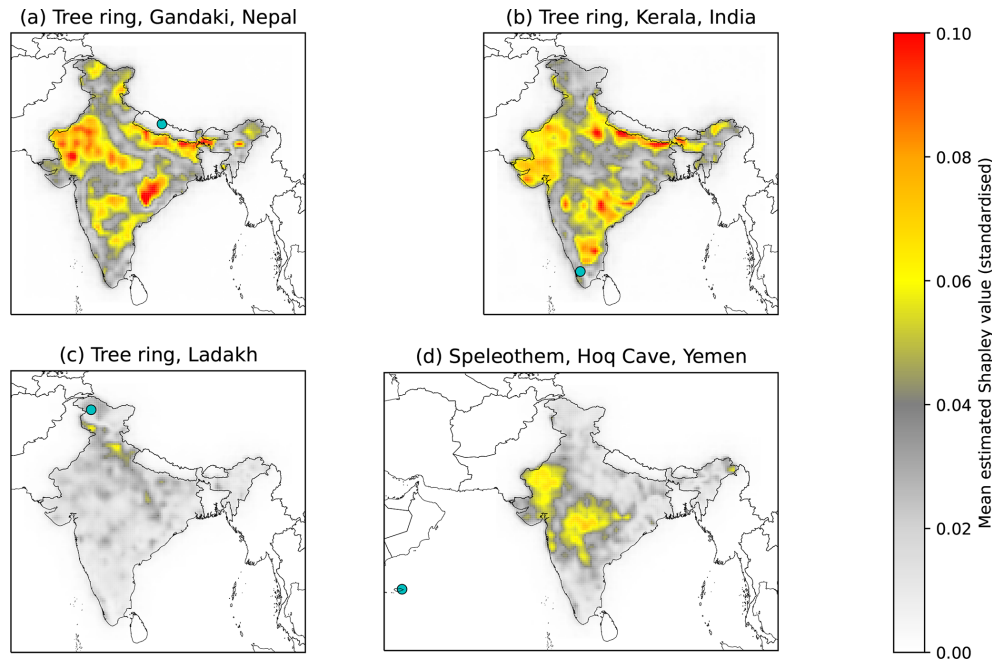 (a) Tree ring, Gandaki, Nepal
(b) Tree ring, Kerala, India
(c) Tree ring, Ladakh
(d) Speleothem, Hoq Cave, Yemen
0.10
0.08
0.06
0.04
0.02
0.00
Mean estimated Shapley value (standardised)